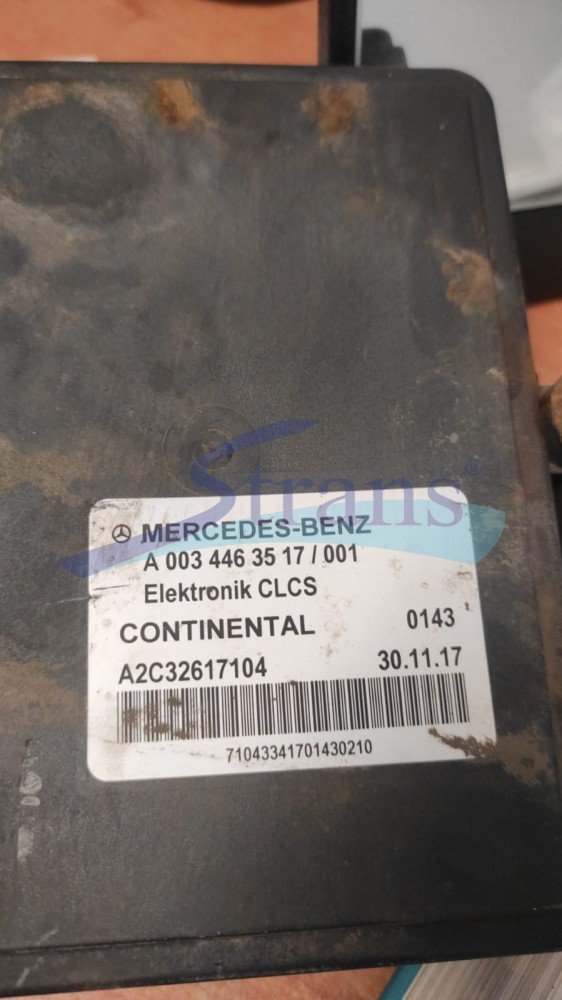 Strans®
MERCEDES-BENZ
A 003 446 35 17 / 001
Elektronik CLCS
CONTINENTAL 0143
A2C32617104 30.11.17
71043341701430210